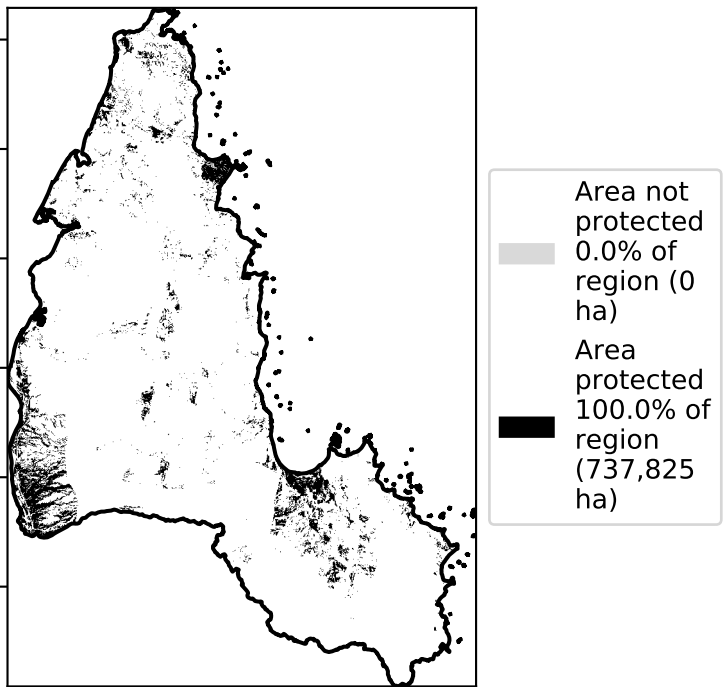 Area not
protected
0.0% of
region (0
ha)
Area
protected
100.0% of
region
(737,825
ha)